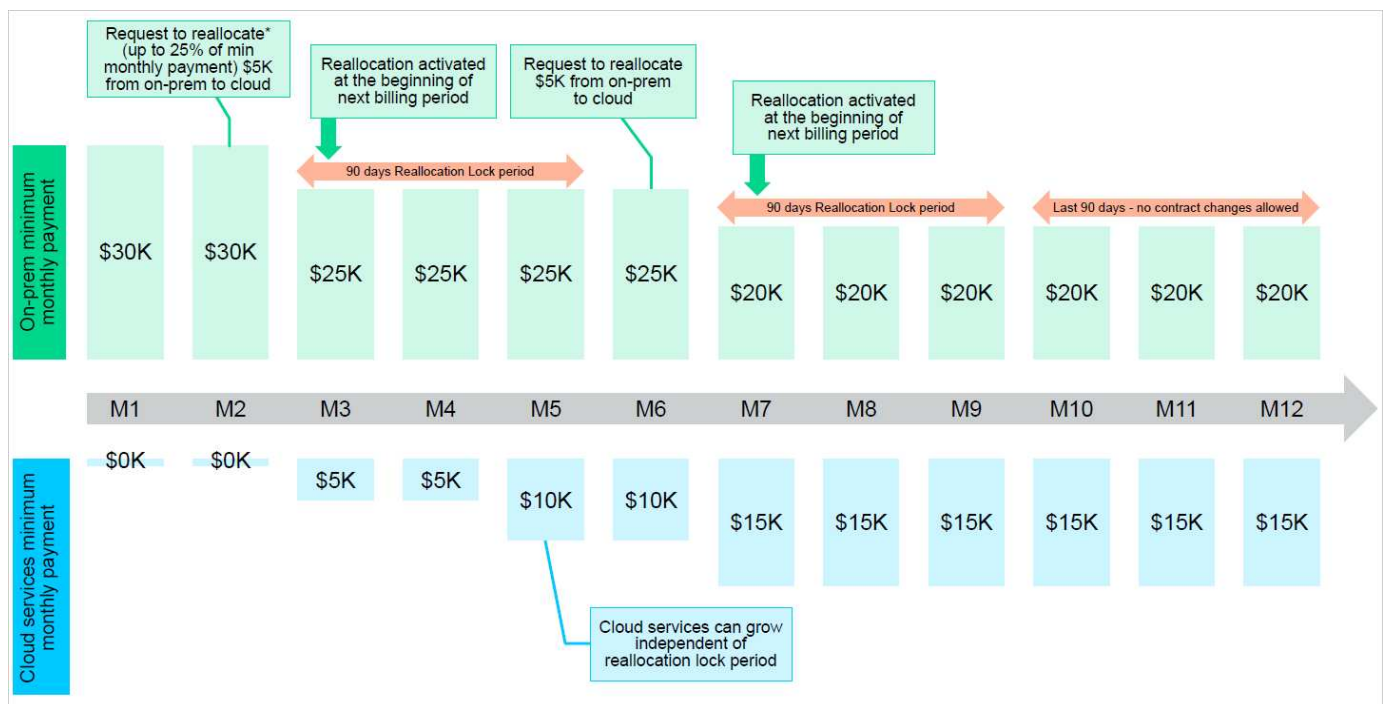 Request to reallocate*
(up to 25% of min
monthly payment) $5K
from on-prem to cloud
Reallocation activated
at the beginning of
next billing period
Request to reallocate
$5K from on-prem
to cloud
Reallocation activated
at the beginning of
next billing period
On-prem minimum
monthly payment
90 days Reallocation Lock period
90 days Reallocation Lock period
Last 90 days - no contract changes allowed
$30K
$30K
$25K
$25K
$25K
$25K
$20K
$20K
$20K
$20K
$20K
$20K
M1
M2
M3
M4
M5
M6
M7
M8
M9
M10
M11
M12
Cloud services minimum
monthly payment
$0K
$0K
$5K
$5K
$10K
$10K
$15K
$15K
$15K
$15K
$15K
$15K
Cloud services can grow
independent of
reallocation lock period